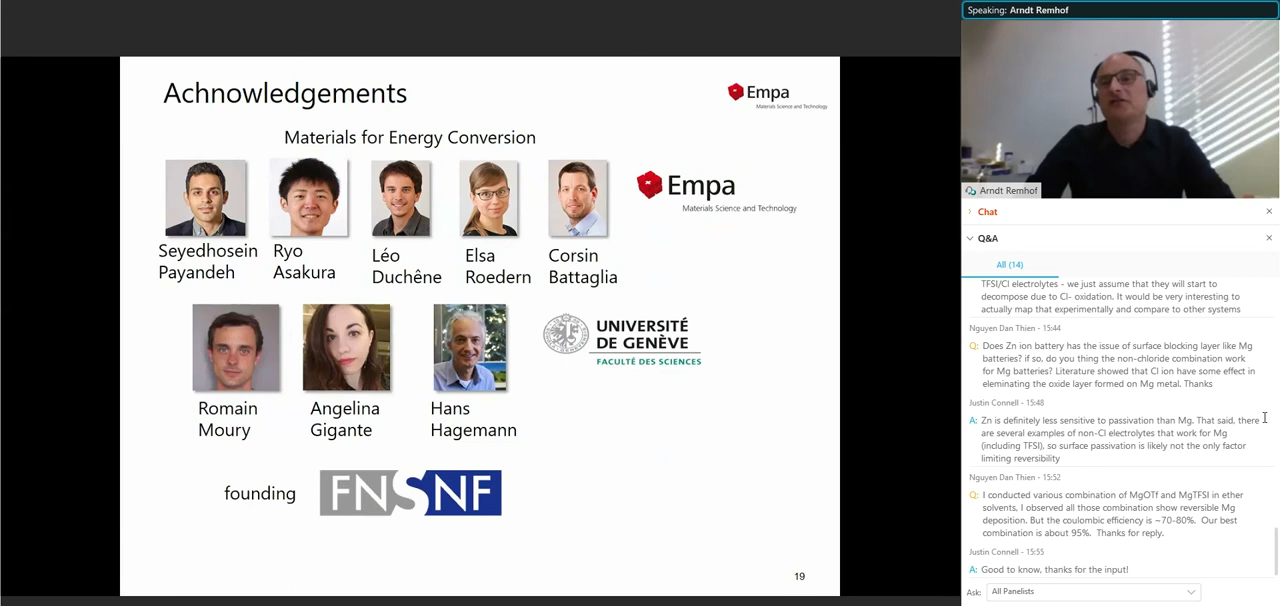 Achnowledgements
Empa
Materials Science and Technology
Materials for Energy Conversion
Empa
Materials Science and Technology
Seyedhosein
Payandeh
Ryo
Asakura
Léo
Duchêne
Elsa
Roedern
Corsin
Battaglia
UNIVERSITÉ
DE GENÈVE
FACULTÉ DES SCIENCES
Romain
Moury
Angelina
Gigante
Hans
Hagemann
founding
FNSNF
19
Speaking: Arndt Remhof
Arndt Remhof
Chat
Q&A
All (14)
TFSI/Cl electrolytes - we just assume that they will start to
decompose due to Cl- oxidation. It would be very interesting to
actually map that experimentally and compare to other systems
Nguyen Dan Thien - 15:44
Q: Does Zn ion battery has the issue of surface blocking layer like Mg
batteries? if so, do you thing the non-chloride combination work
for Mg batteries? Literature showed that Cl ion have some effect in
eleminating the oxide layer formed on Mg metal. Thanks
Justin Connell - 15:48
A: Zn is definitely less sensitive to passivation than Mg. That said, there
are several examples of non-Cl electrolytes that work for Mg
(including TFSI), so surface passivation is likely not the only factor
limiting reversibility
Nguyen Dan Thien - 15:52
Q: I conducted various combination of MgOTf and MgTFSI in ether
solvents, I observed all those combination show reversible Mg
deposition. But the coulombic efficiency is ~70-80%. Our best
combination is about 95%. Thanks for reply.
Justin Connell - 15:55
A: Good to know, thanks for the input!
Ask: All Panelists